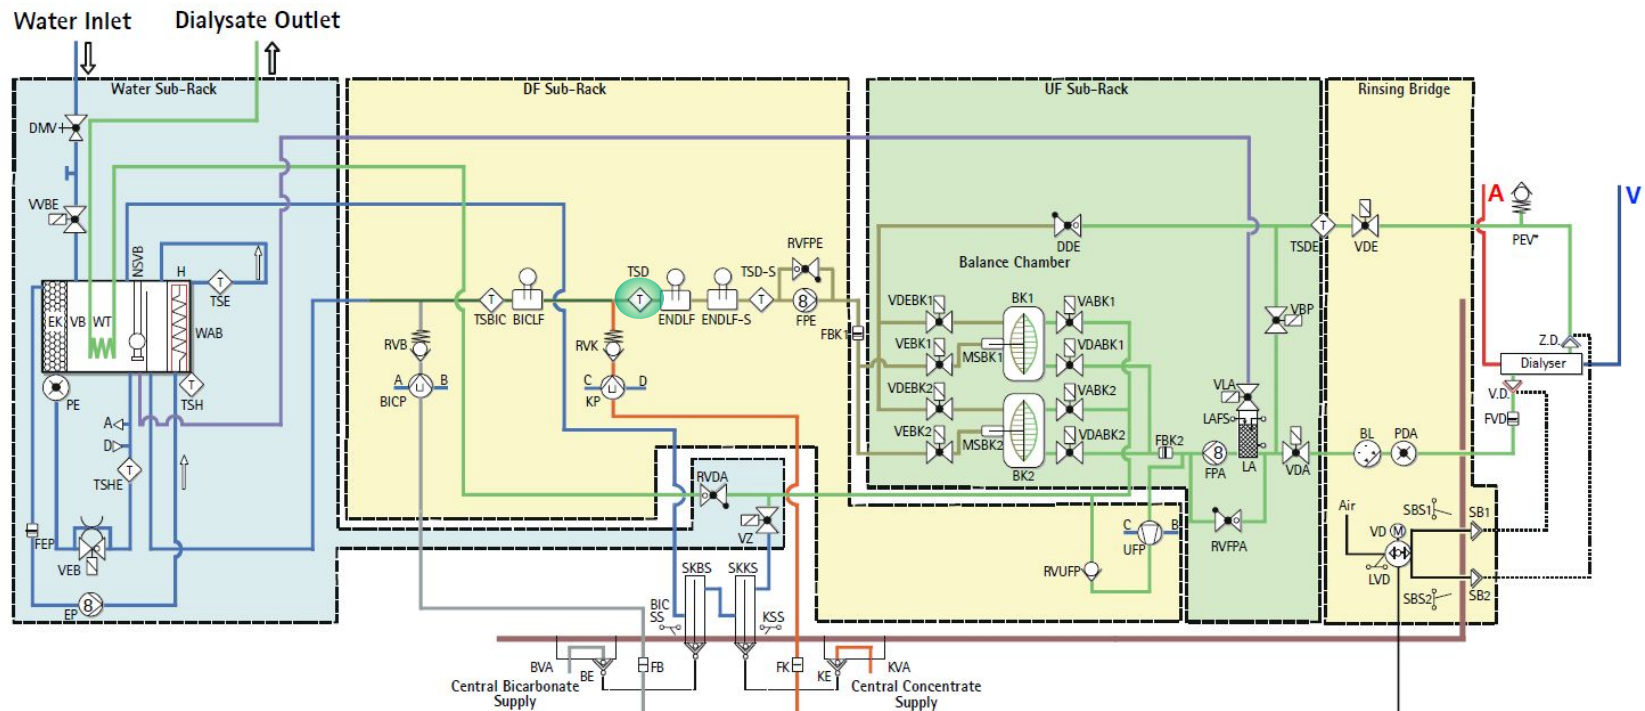 Water Inlet
Dialysate Outlet
Water Sub-Rack
DF Sub-Rack
UF Sub-Rack
Rinsing Bridge
DMV
VVBE
NSVB
H
TSE
EK
VB
WT
WAB
PE
TSH
A
D
TSHE
FEP
VEB
EP
8
T
T
T
TSBIC
BICLF
T
TSD
T
ENDLF
ENDLF-S
TSD-S
T
RVFPE
FPE
8
RVB
A
B
BICP
RVK
C
D
KP
RVDA
VZ
SKBS
SKKS
BIC
SS
KSS
BVA
BE
FB
FK
KE
KVA
Central Bicarbonate
Supply
Central Concentrate
Supply
FBK1
DDE
Balance Chamber
VDEBK1
VEBK1
VDEBK2
VEBK2
MSBK1
MSBK2
BK1
BK2
VABK1
VDABK1
VABK2
VDABK2
FBK2
FPA
8
VLA
LAFS
LA
VBP
VDA
RVFPA
C
B
UFP
RVUFP
TSDE
T
VDE
A
V
PEV*
Z.D.
Dialyser
V.D.
FVD
BL
PDA
Air
VD
M
LVD
SBS1
SB1
SBS2
SB2